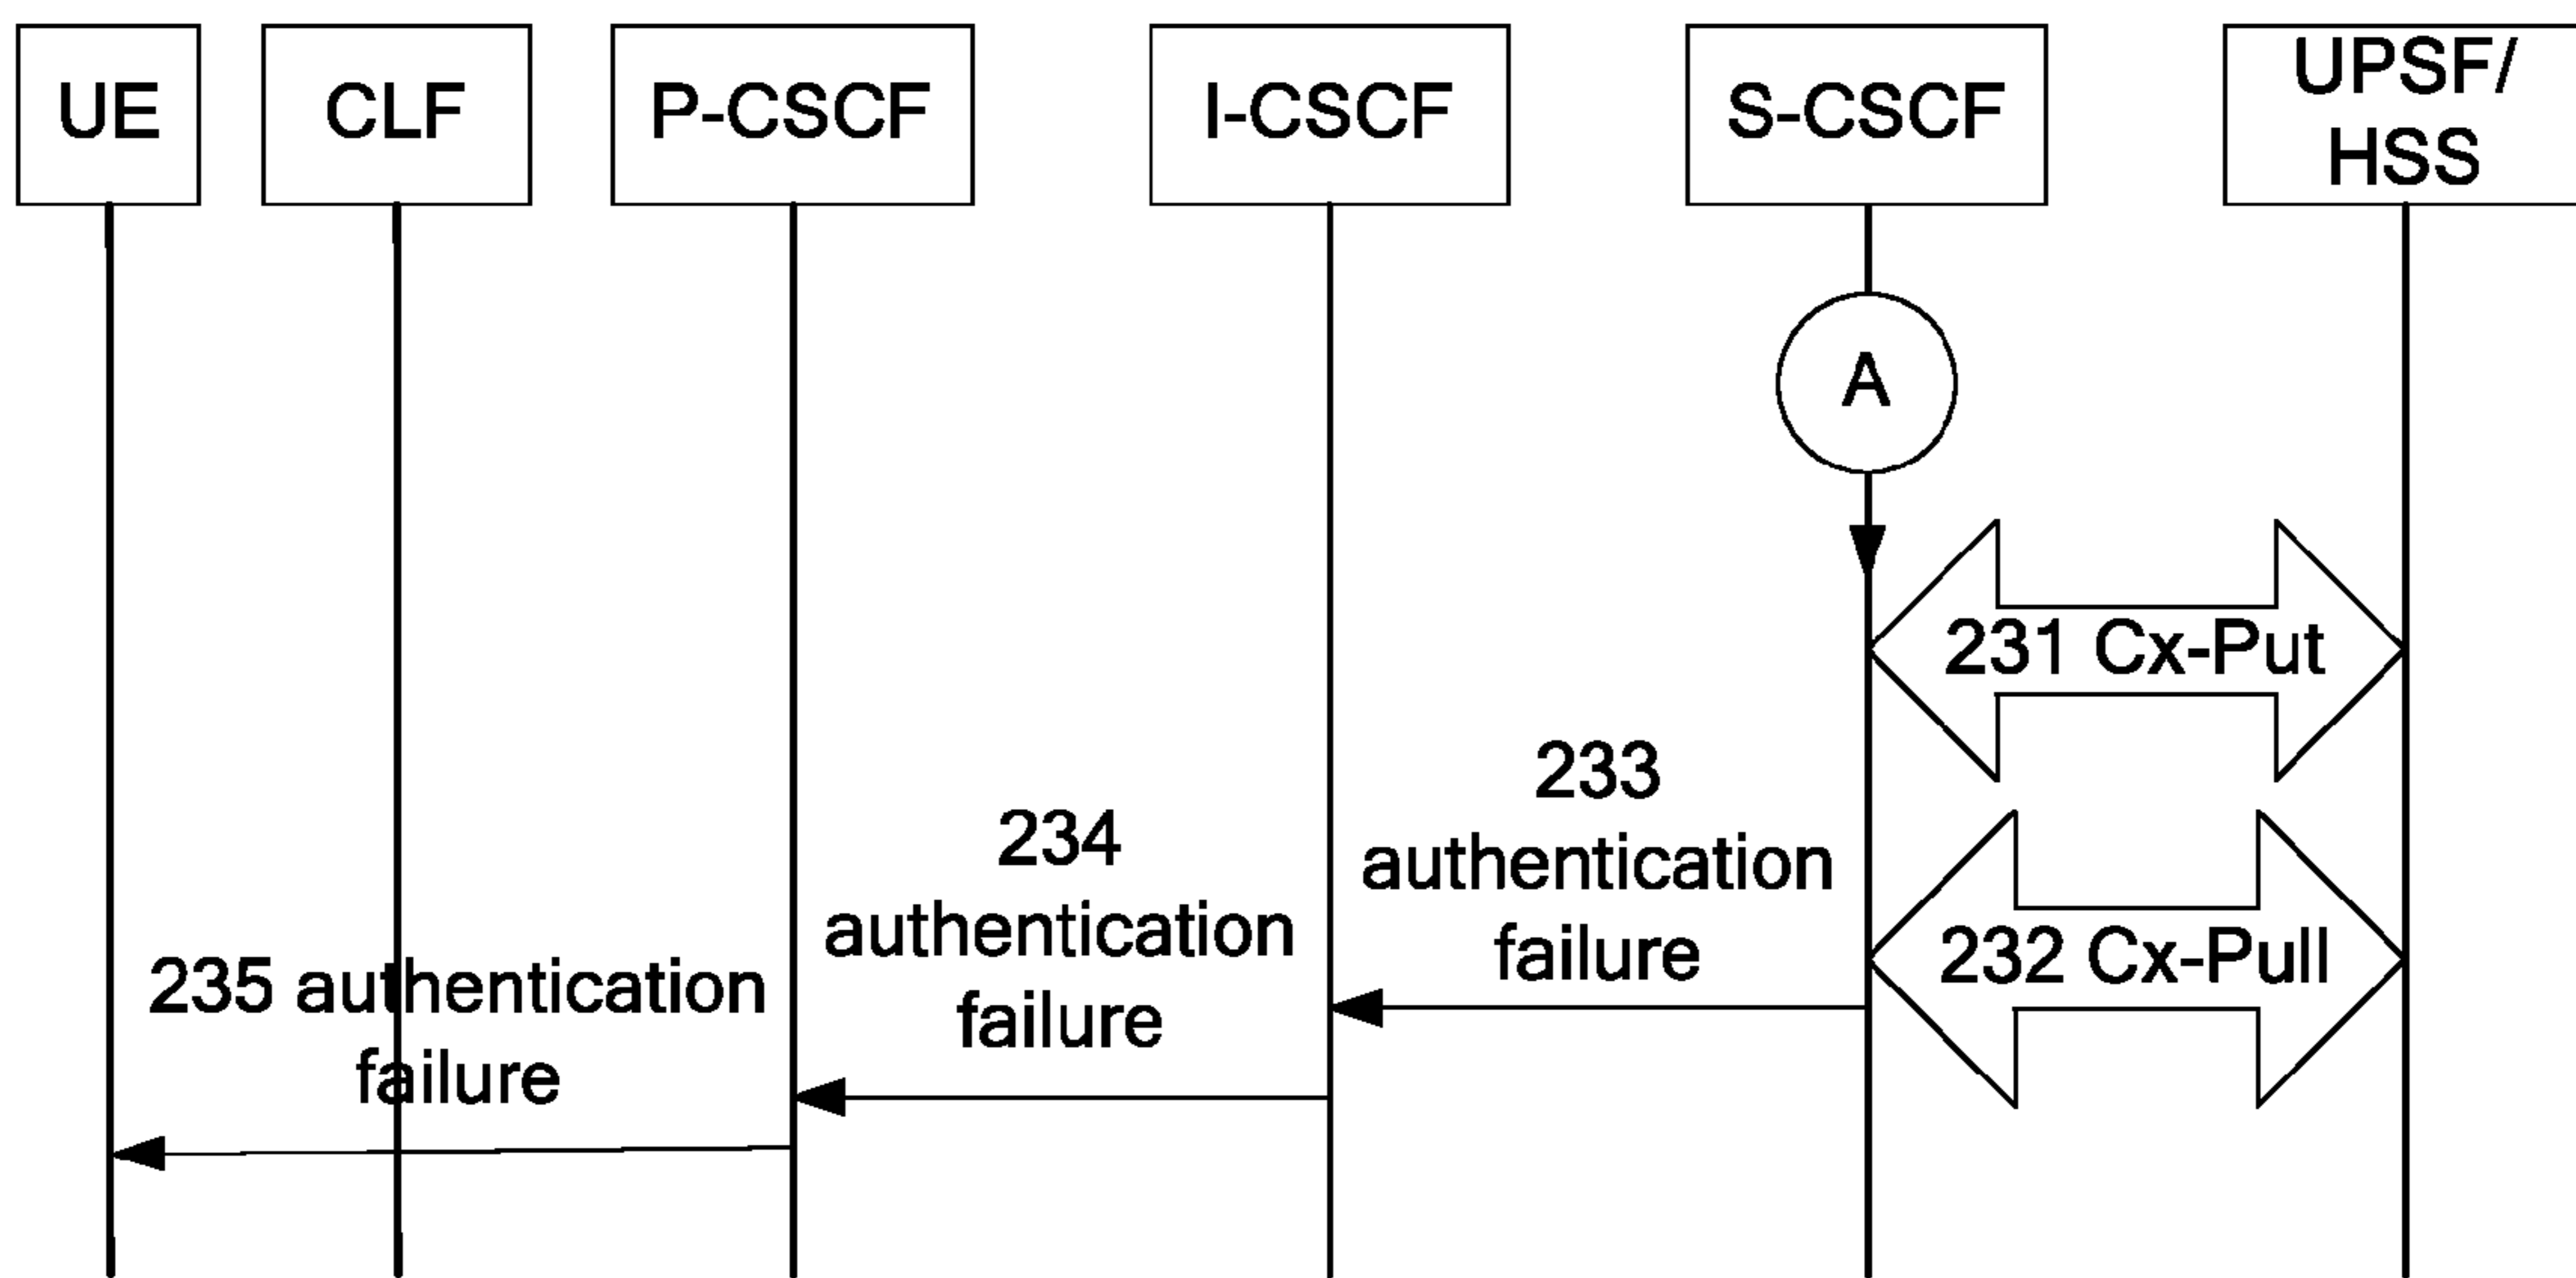 UE
CLF
P-CSCF
I-CSCF
S-CSCF
UPSF/
HSS
A
231 Cx-Put
233
authentication
failure
234
authentication
failure
232 Cx-Pull
235 authentication
failure